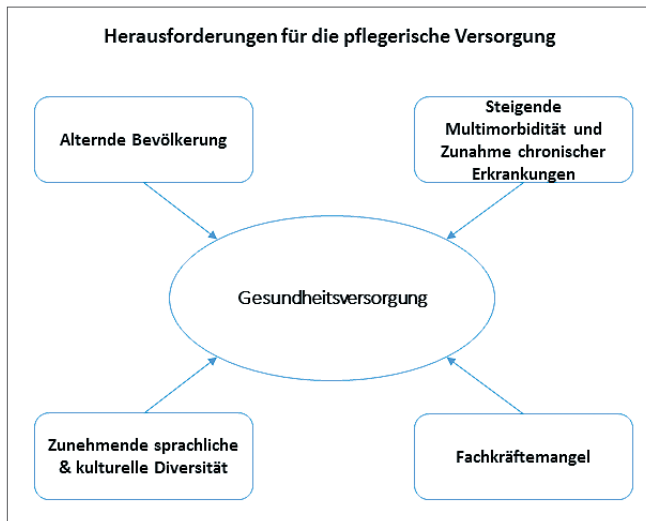 Herausforderungen für die pflegerische Versorgung
Alternde Bevölkerung
Steigende
Multimorbidität und
Zunahme chronischer
Erkrankungen
Gesundheitsversorgung
Zunehmende sprachliche
& kulturelle Diversität
Fachkräftemangel